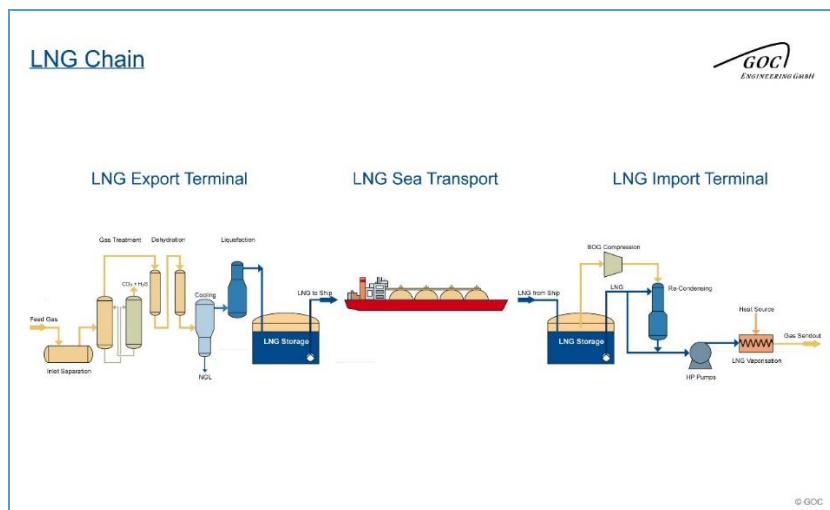 LNG Chain
GOC
ENGINEERING GMBH
LNG Export Terminal
LNG Sea Transport
LNG Import Terminal
Gas Treatment
Dehydration
Liquefaction
BOG Compression
CO₂ + H₂S
Cooling
LNG to Ship
LNG from Ship
LNG
Re-Condensing
Feed Gas
Heat Source
LNG Storage
LNG Storage
Gas Sendout
Inlet Separation
NGL
HP Pumps
LNG Vaporisation
© GOC